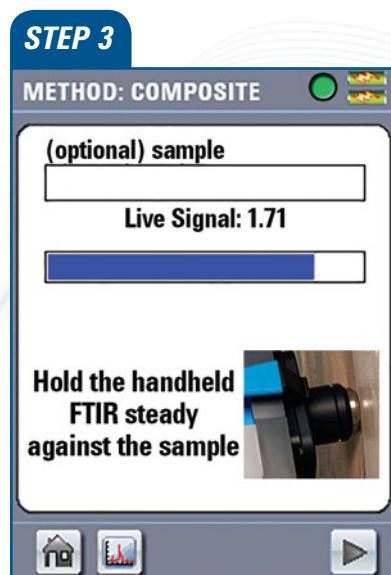 STEP 3
METHOD: COMPOSITE
(optional) sample
Live Signal: 1.71
Hold the handheld
FTIR steady
against the sample